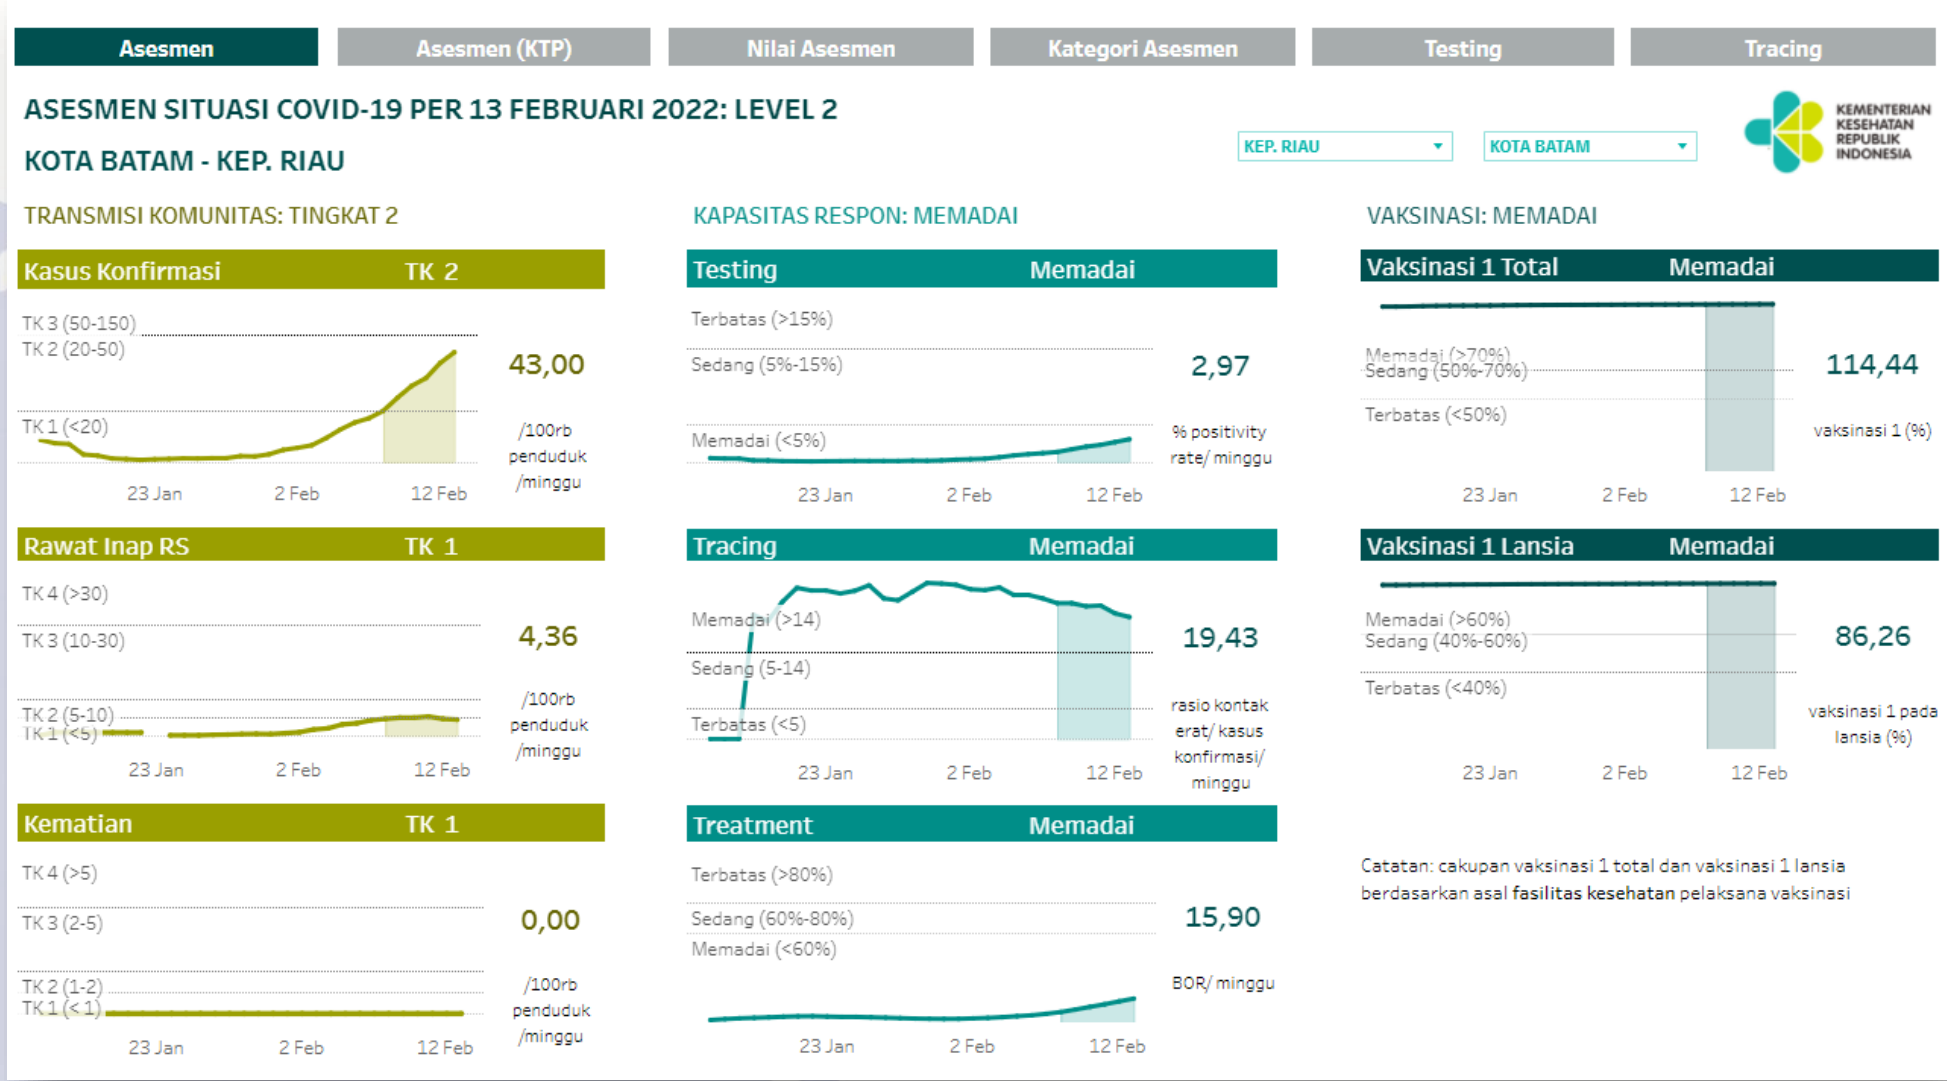 Asesmen
Asesmen (KTP)
Nilai Asesmen
Kategori Asesmen
Testing
Tracing
ASESMEN SITUASI COVID-19 PER 13 FEBRUARI 2022: LEVEL 2
KOTA BATAM - KEP. RIAU
KEP. RIAU
KOTA BATAM
KEMENTERIAN
KESEHATAN
REPUBLIK
INDONESIA
TRANSMISI KOMUNITAS: TINGKAT 2
Kasus Konfirmasi TK 2
TK 3 (50-150)
TK 2 (20-50)
TK 1 (<20)
43,00
/100rb
penduduk
/minggu
23 Jan
2 Feb
12 Feb
Rawat Inap RS TK 1
TK 4 (>30)
TK 3 (10-30)
TK 2 (5-10)
TK 1 (<5)
4,36
/100rb
penduduk
/minggu
23 Jan
2 Feb
12 Feb
Kematian TK 1
TK 4 (>5)
TK 3 (2-5)
TK 2 (1-2)
TK 1 (< 1)
0,00
/100rb
penduduk
/minggu
23 Jan
2 Feb
12 Feb
KAPASITAS RESPON: MEMADAI
Testing Memadai
Terbatas (>15%)
Sedang (5%-15%)
Memadai (<5%)
2,97
% positivity
rate/ minggu
23 Jan
2 Feb
12 Feb
Tracing Memadai
Memadai (>14)
Sedang (5-14)
Terbatas (<5)
19,43
rasio kontak
erat/ kasus
konfirmasi/
minggu
23 Jan
2 Feb
12 Feb
Treatment Memadai
Terbatas (>80%)
Sedang (60%-80%)
Memadai (<60%)
15,90
BOR/ minggu
23 Jan
2 Feb
12 Feb
VAKSINASI: MEMADAI
Vaksinasi 1 Total Memadai
Memadai (>70%)
Sedang (50%-70%)
Terbatas (<50%)
114,44
vaksinasi 1 (%)
23 Jan
2 Feb
12 Feb
Vaksinasi 1 Lansia Memadai
Memadai (>60%)
Sedang (40%-60%)
Terbatas (<40%)
86,26
vaksinasi 1 pada
lansia (%)
23 Jan
2 Feb
12 Feb
Catatan: cakupan vaksinasi 1 total dan vaksinasi 1 lansia
berdasarkan asal fasilitas kesehatan pelaksana vaksinasi